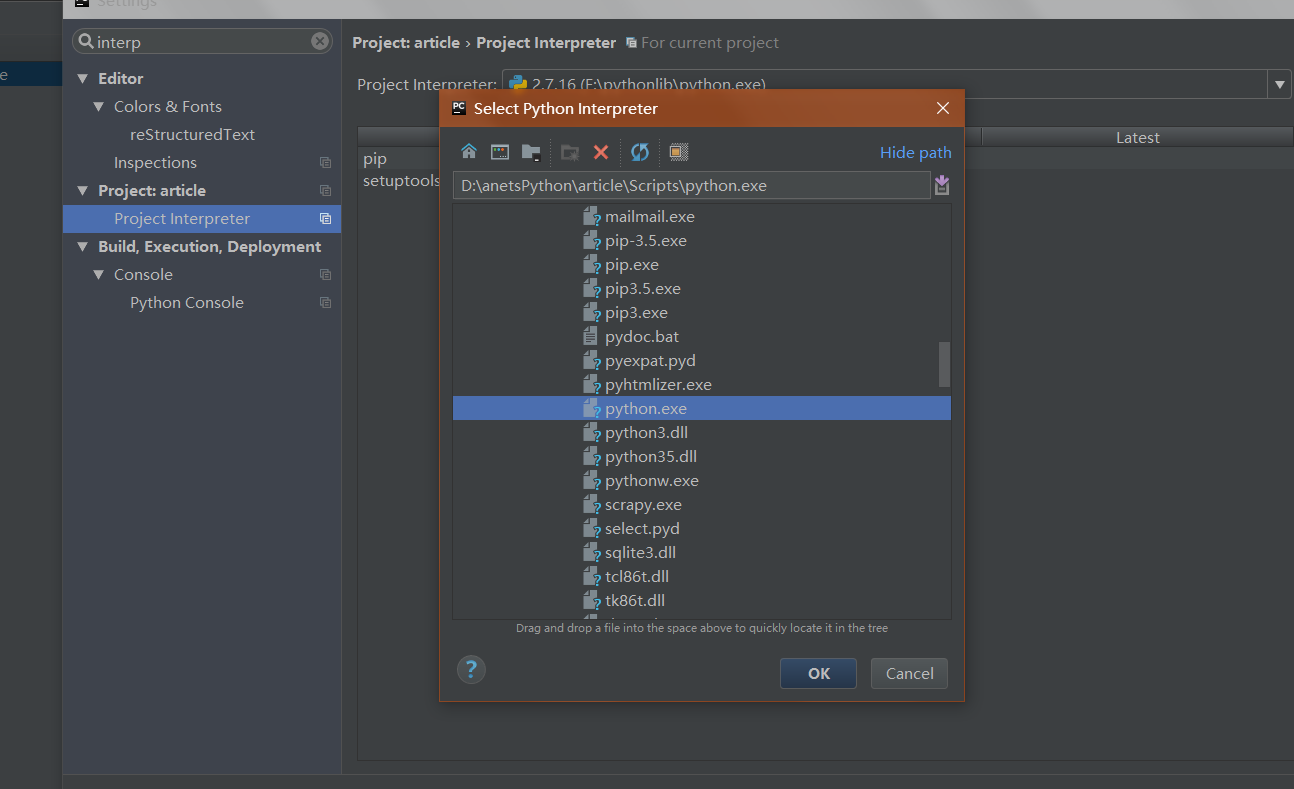 Settings
interp
Project: article › Project Interpreter For current project
e
Editor
Project Interpreter: 2.7.16 (F:\pythonlib\python.exe)
Colors & Fonts
PC Select Python Interpreter
reStructuredText
Latest
Inspections
pip
Hide path
Project: article
setuptools
D:\anetsPython\article\Scripts\python.exe
Project Interpreter
mailmail.exe
Build, Execution, Deployment
pip-3.5.exe
Console
pip.exe
Python Console
pip3.5.exe
pip3.exe
pydoc.bat
pyexpat.pyd
pyhtmlizer.exe
python.exe
python3.dll
python35.dll
pythonw.exe
scrapy.exe
select.pyd
sqlite3.dll
tcl86t.dll
tk86t.dll
Drag and drop a file into the space above to quickly locate it in the tree
?
OK
Cancel